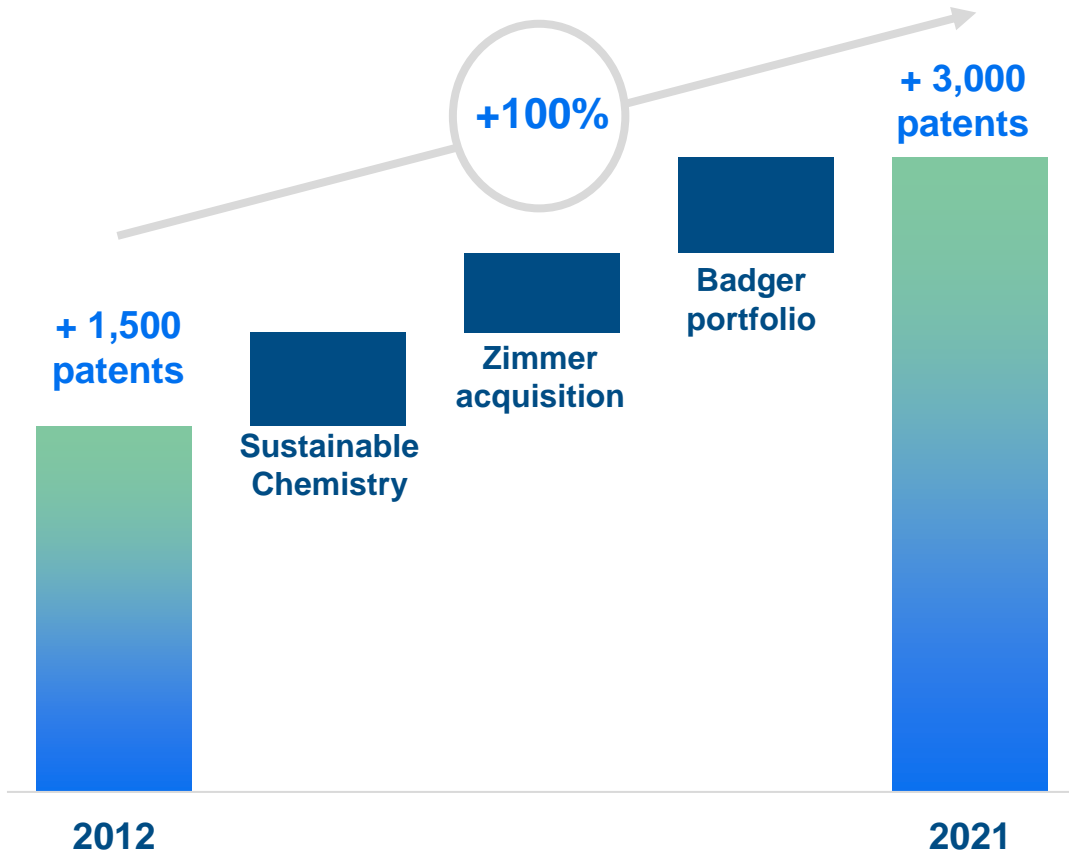 +100%
+ 3,000
patents
+ 1,500
patents
Sustainable
Chemistry
Zimmer
acquisition
Badger
portfolio
2012
2021